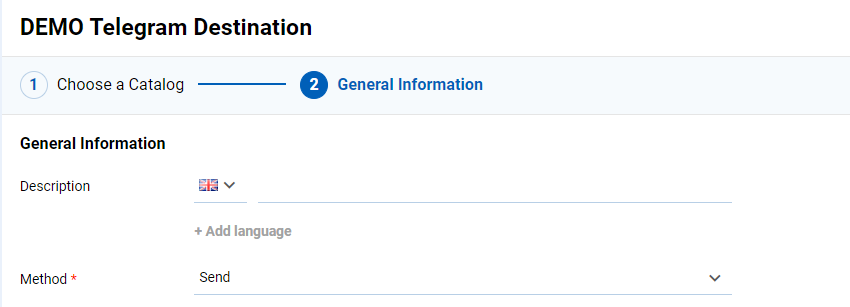 DEMO Telegram Destination
1 Choose a Catalog 2 General Information
General Information
Description
+ Add language
Method * Send